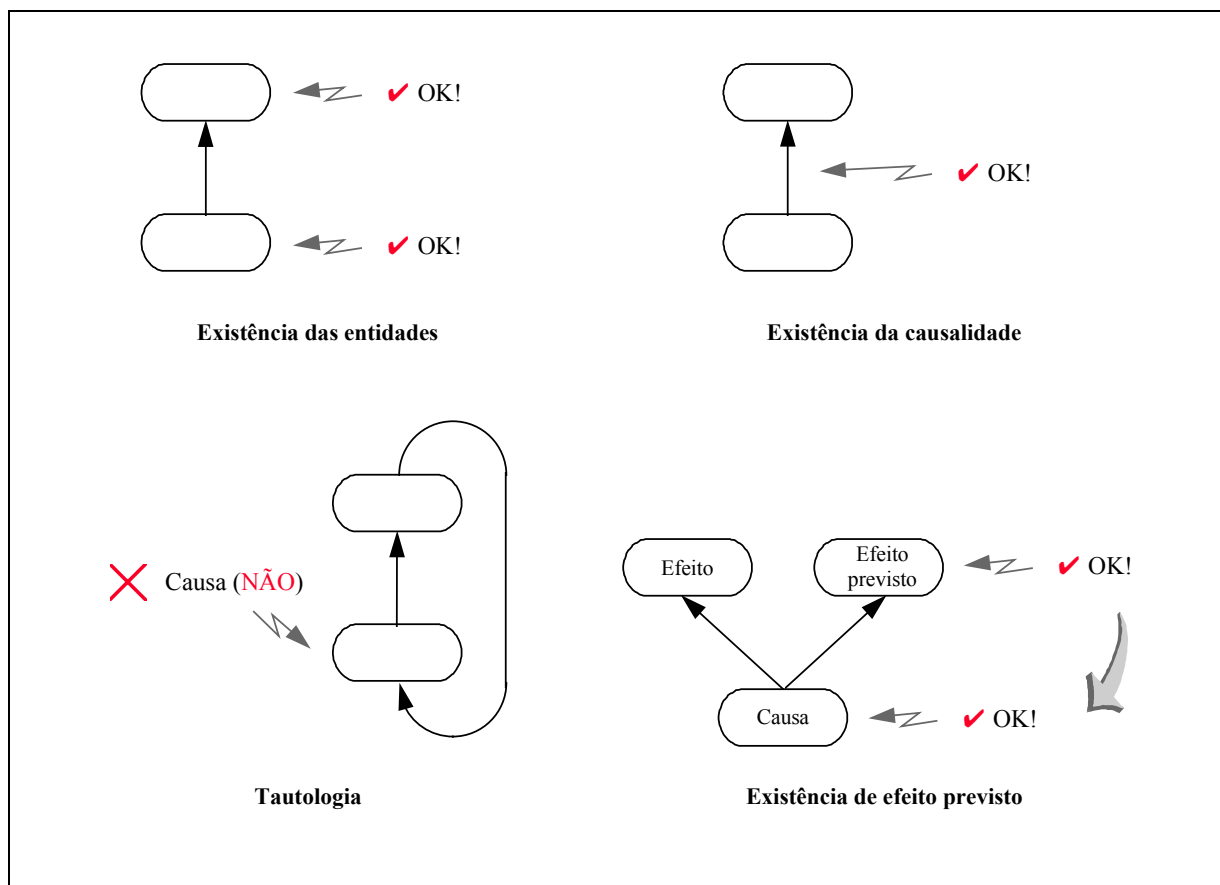 ✔ OK!
✔ OK!
Existência das entidades
✔ OK!
Existência da causalidade
Causa (NÃO)
Tautologia
Efeito
Efeito
previsto
✔ OK!
Causa
✔ OK!
Existência de efeito previsto